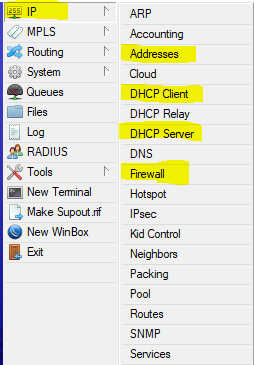 IP
MPLS
Routing
System
Queues
Files
Log
RADIUS
Tools
New Terminal
Make Supout.rif
New WinBox
Exit
ARP
Accounting
Addresses
Cloud
DHCP Client
DHCP Relay
DHCP Server
DNS
Firewall
Hotspot
IPsec
Kid Control
Neighbors
Packing
Pool
Routes
SNMP
Services